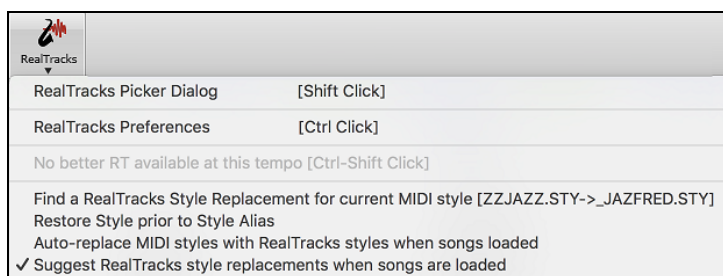 RealTracks
RealTracks Picker Dialog [Shift Click]
RealTracks Preferences [Ctrl Click]
No better RT available at this tempo [Ctrl-Shift Click]
Find a RealTracks Style Replacement for current MIDI style [ZZJAZZ.STY->_JAZFRED.STY]
Restore Style prior to Style Alias
Auto-replace MIDI styles with RealTracks styles when songs loaded
✓ Suggest RealTracks style replacements when songs are loaded